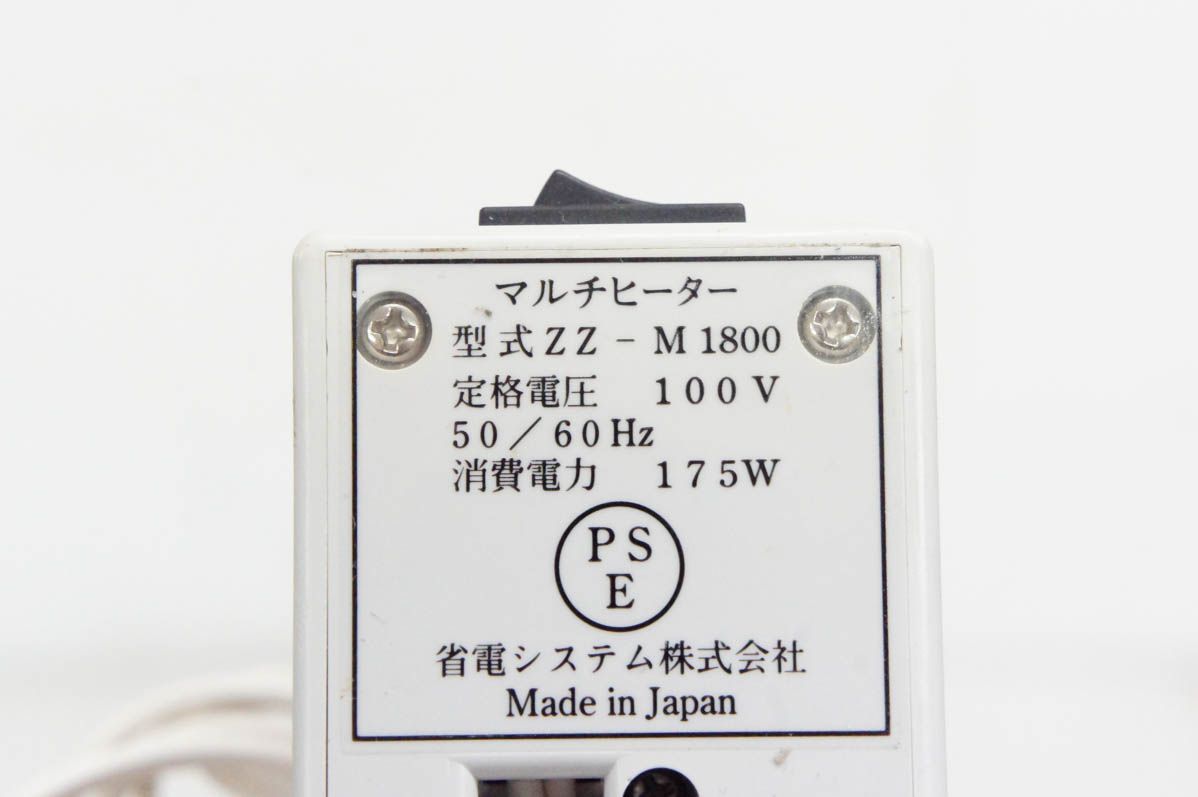 マルチヒーター
型式ZZ－M1800
定格電圧　100V
50／60Hz
消費電力　175W
PS
E
省電システム株式会社
Made in Japan